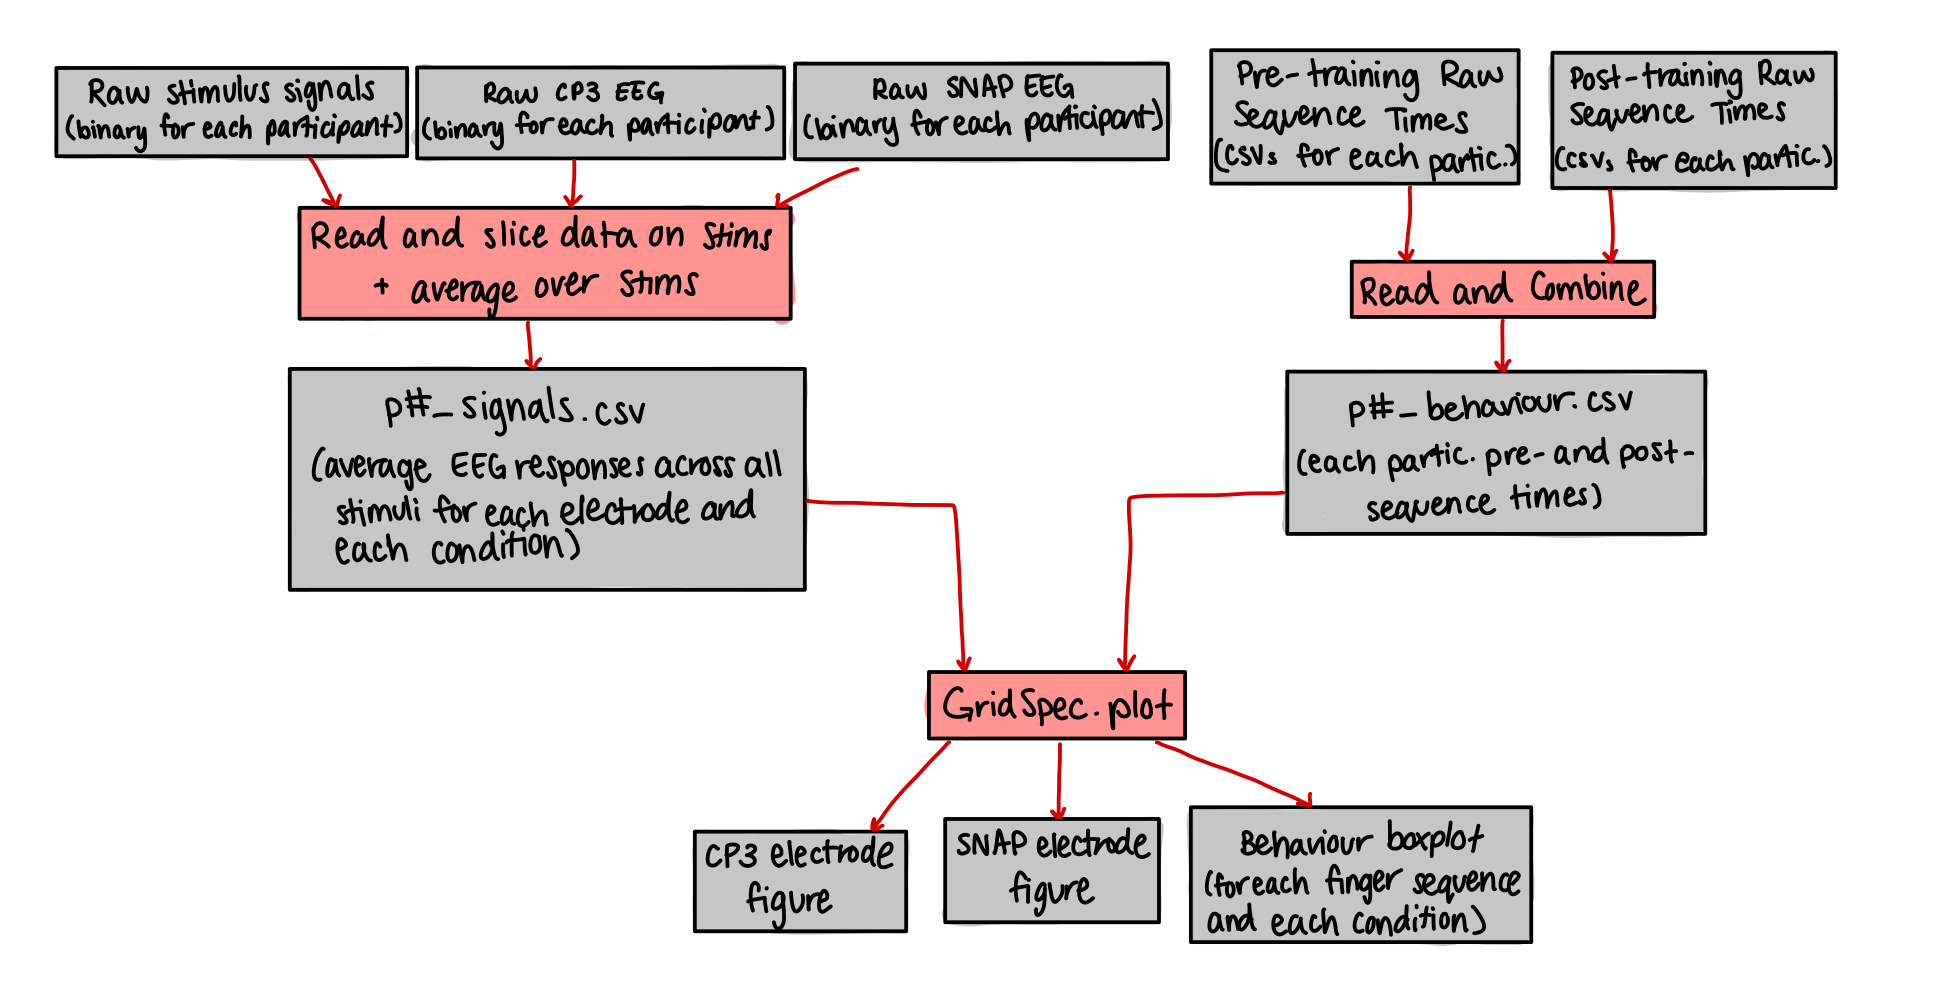 Raw stimulus signals
(binary for each participant)
Raw CP3 EEG
(binary for each participant)
Raw SNAP EEG
(binary for each participant)
Pre-training Raw
Sequence Times
(CSVs for each partic.)
Post-training Raw
Sequence Times
(csvs for each partic.)
Read and slice data on stims
+ average over stims
Read and Combine
p#_signals.csv
(average EEG responses across all
stimuli for each electrode and
each condition)
p#_behaviour.csv
(each partic. pre- and post-
sequence times)
GridSpec.plot
CP3 electrode
figure
SNAP electrode
figure
Behaviour boxplot
(for each finger sequence
and each condition)